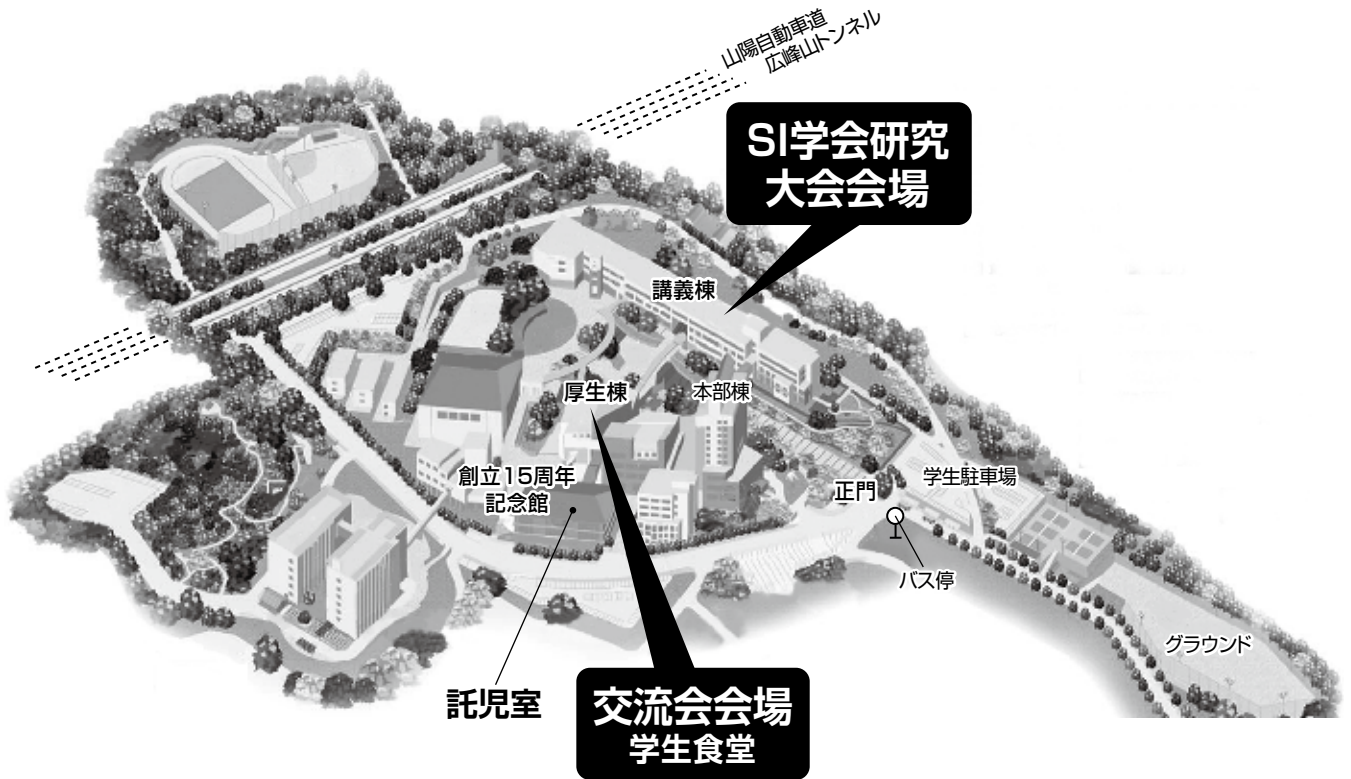 山陽自動車道
広峰山トンネル
SI学会研究
大会会場
講義棟
厚生棟
本部棟
創立15周年
記念館
正門
学生駐車場
バス停
グラウンド
託児室
交流会会場
学生食堂